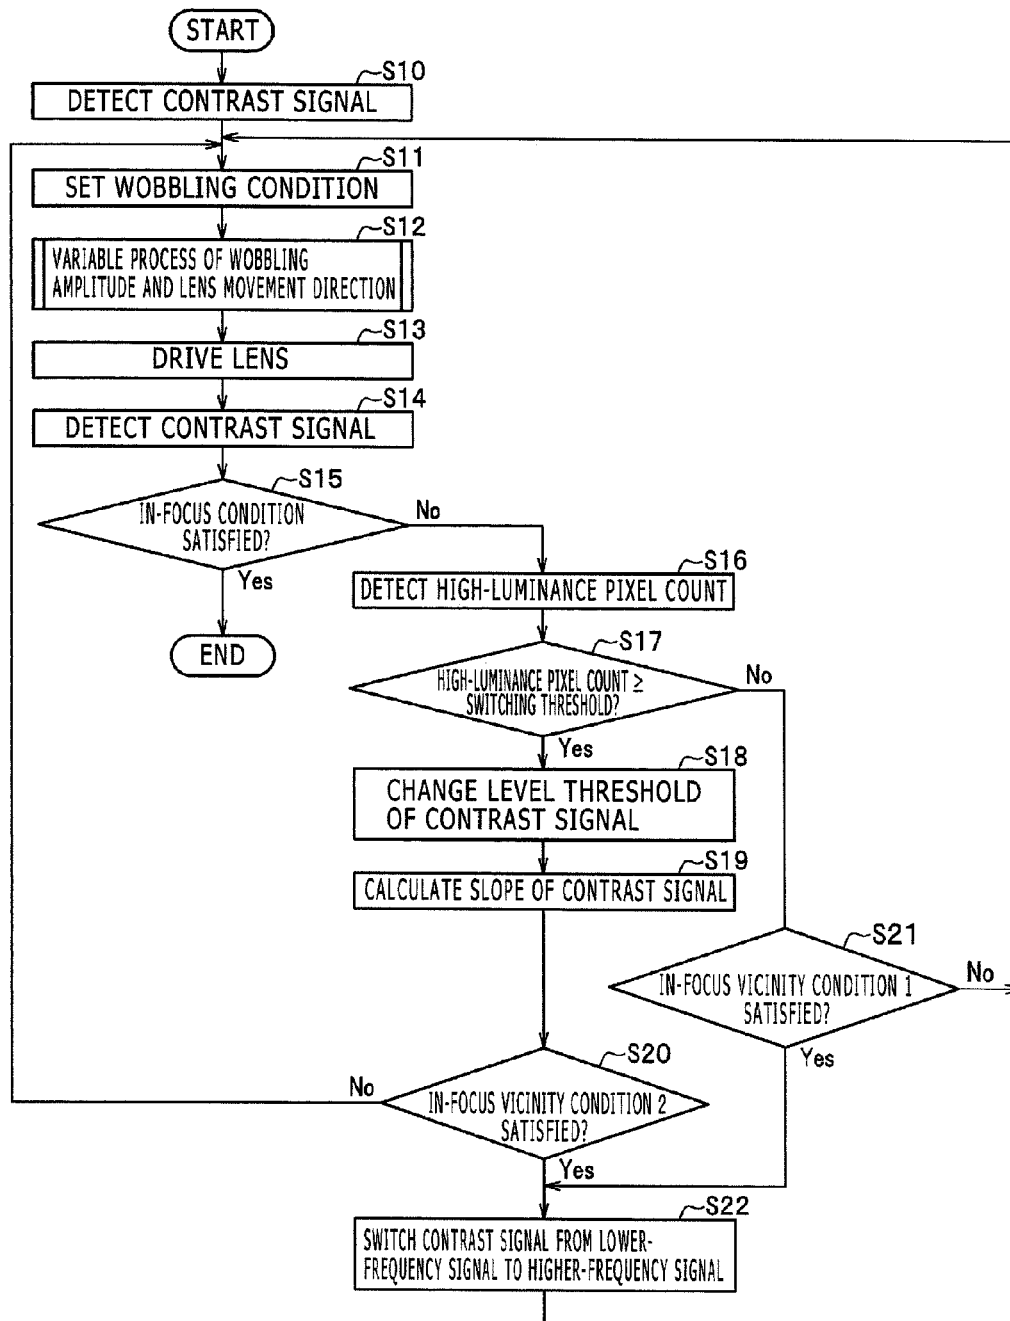 START
S10
DETECT CONTRAST SIGNAL
S11
SET WOBBLING CONDITION
S12
VARIABLE PROCESS OF WOBBLING
AMPLITUDE AND LENS MOVEMENT DIRECTION
S13
DRIVE LENS
S14
DETECT CONTRAST SIGNAL
S15
IN-FOCUS CONDITION
SATISFIED?
No
Yes
END
S16
DETECT HIGH-LUMINANCE PIXEL COUNT
S17
HIGH-LUMINANCE PIXEL COUNT ≥
SWITCHING THRESHOLD?
No
Yes
S18
CHANGE LEVEL THRESHOLD
OF CONTRAST SIGNAL
S19
CALCULATE SLOPE OF CONTRAST SIGNAL
S21
IN-FOCUS VICINITY CONDITION 1
SATISFIED?
No
Yes
S20
IN-FOCUS VICINITY CONDITION 2
SATISFIED?
No
Yes
S22
SWITCH CONTRAST SIGNAL FROM LOWER-
FREQUENCY SIGNAL TO HIGHER-FREQUENCY SIGNAL